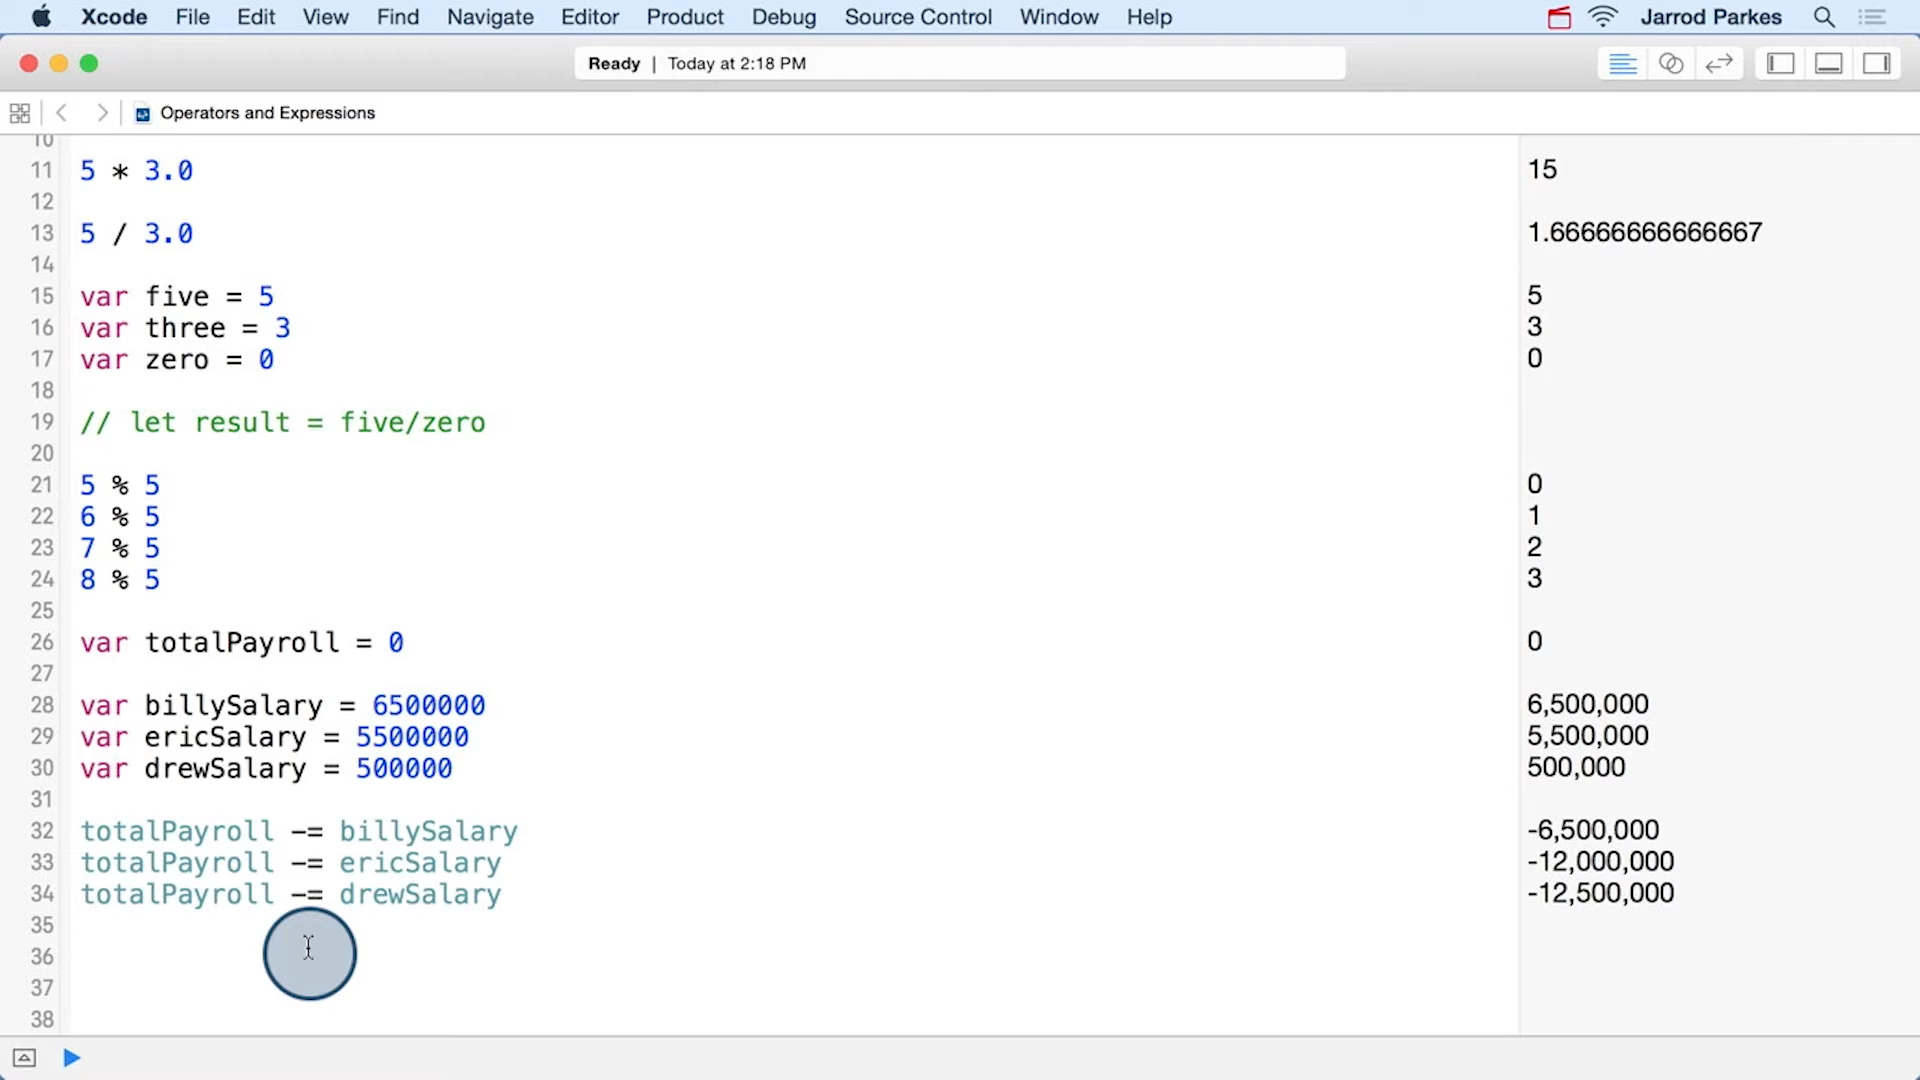 Xcode File Edit View Find Navigate Editor Product Debug Source Control Window Help Jarrod Parkes
Ready | Today at 2:18 PM
Operators and Expressions
10
11 5 * 3.0 15
12
13 5 / 3.0 1.66666666666667
14
15 var five = 5 5
16 var three = 3 3
17 var zero = 0 0
18
19 // let result = five/zero
20
21 5 % 5 0
22 6 % 5 1
23 7 % 5 2
24 8 % 5 3
25
26 var totalPayroll = 0 0
27
28 var billySalary = 6500000 6,500,000
29 var ericSalary = 5500000 5,500,000
30 var drewSalary = 500000 500,000
31
32 totalPayroll -= billySalary -6,500,000
33 totalPayroll -= ericSalary -12,000,000
34 totalPayroll -= drewSalary -12,500,000
35
36
37
38